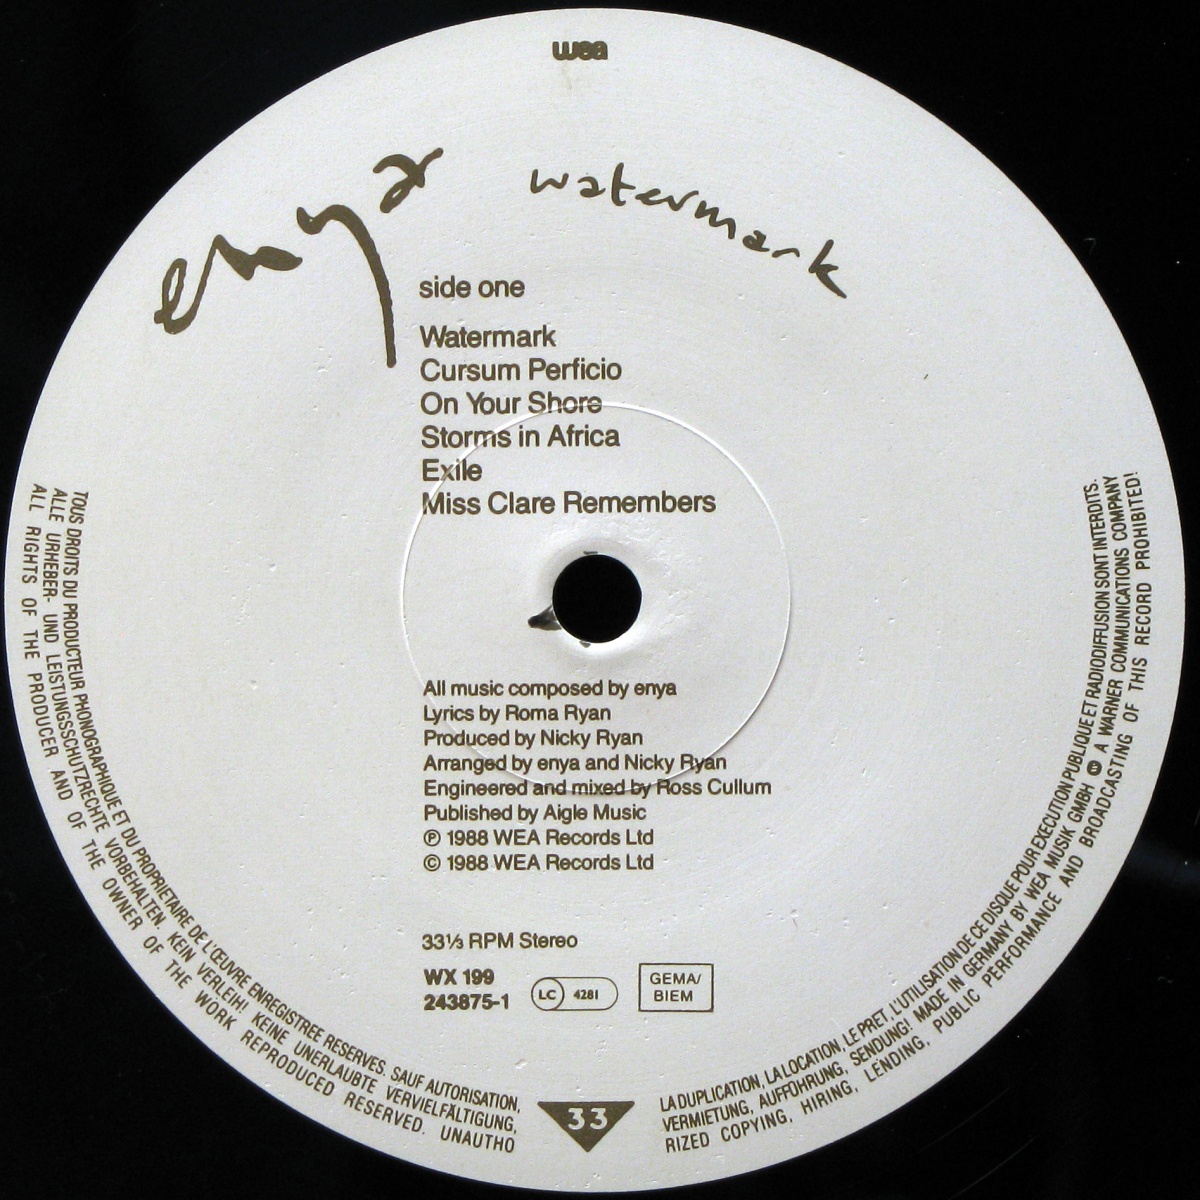 wea
enya
watermark
side one
Watermark
Cursum Perficio
On Your Shore
Storms in Africa
Exile
Miss Clare Remembers
All music composed by enya
Lyrics by Roma Ryan
Produced by Nicky Ryan
Arranged by enya and Nicky Ryan
Engineered and mixed by Ross Cullum
Published by Aigle Music
℗ 1988 WEA Records Ltd
© 1988 WEA Records Ltd
33⅓ RPM Stereo
WX 199
243875-1
LC 4281
GEMA/
BIEM
33
TOUS DROITS DU PRODUCTEUR PHONOGRAPHIQUE ET DU PROPRIETAIRE DE L'ŒUVRE ENREGISTREE RESERVES. SAUF AUTORISATION, LA DUPLICATION, LA LOCATION, LE PRET, L'UTILISATION DE CE DISQUE POUR EXECUTION PUBLIQUE ET RADIODIFFUSION SONT INTERDITS.
ALLE URHEBER- UND LEISTUNGSSCHUTZRECHTE VORBEHALTEN. KEIN VERLEIH! KEINE UNERLAUBTE VERVIELFÄLTIGUNG, VERMIETUNG, AUFFÜHRUNG, SENDUNG! MADE IN GERMANY BY WEA MUSIK GMBH A WARNER COMMUNICATIONS COMPANY
ALL RIGHTS OF THE PRODUCER AND OF THE OWNER OF THE WORK REPRODUCED RESERVED. UNAUTHORIZED COPYING, HIRING, LENDING, PUBLIC PERFORMANCE AND BROADCASTING OF THIS RECORD PROHIBITED!